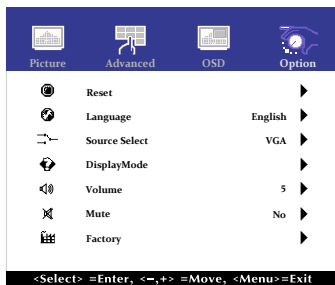 Picture Advanced OSD Option
Reset
Language English
Source Select VGA
DisplayMode
Volume 5
Mute No
Factory
<Select> =Enter, <−,+> =Move, <Menu>=Exit